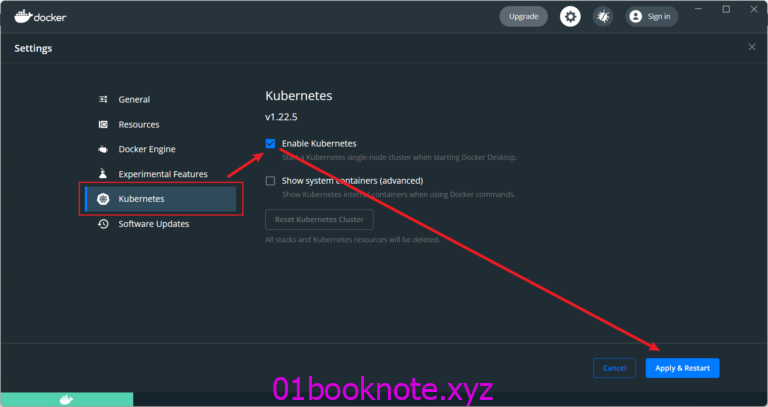 docker
Upgrade
Sign in
Settings
General
Resources
Docker Engine
Experimental Features
Kubernetes
Software Updates
Kubernetes
v1.22.5
Enable Kubernetes
Start a Kubernetes single-node cluster when starting Docker Desktop.
Show system containers (advanced)
Show Kubernetes internal containers when using Docker commands.
Reset Kubernetes Cluster
All stacks and Kubernetes resources will be deleted.
Cancel
Apply & Restart
01booknote.xyz